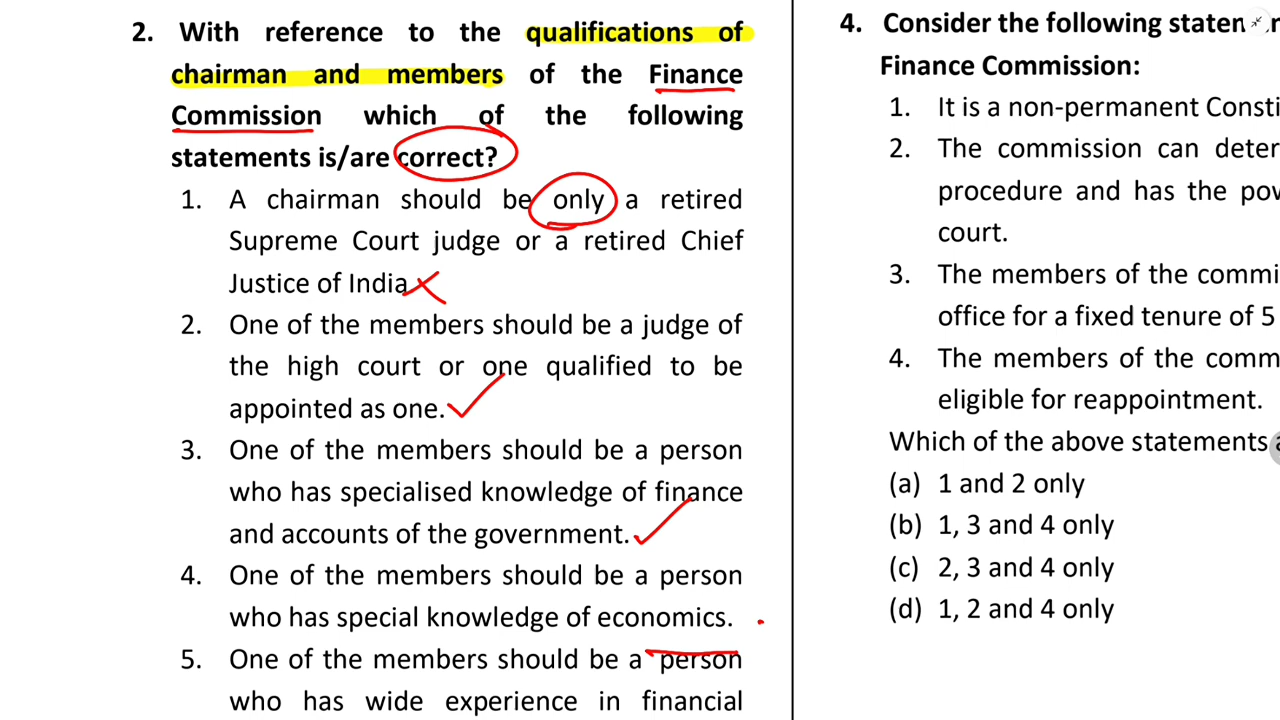 2. With reference to the qualifications of
chairman and members of the Finance
Commission which of the following
statements is/are correct?
1. A chairman should be only a retired
Supreme Court judge or a retired Chief
Justice of India
2. One of the members should be a judge of
the high court or one qualified to be
appointed as one.
3. One of the members should be a person
who has specialised knowledge of finance
and accounts of the government.
4. One of the members should be a person
who has special knowledge of economics.
5. One of the members should be a person
who has wide experience in financial
4. Consider the following
Finance Commission:
1. It is a non-permanent
2. The commission can
procedure and has the
court.
3. The members of the
office for a fixed tenure of 5
4. The members of the
eligible for reappointment.
Which of the above statements
(a) 1 and 2 only
(b) 1, 3 and 4 only
(c) 2, 3 and 4 only
(d) 1, 2 and 4 only